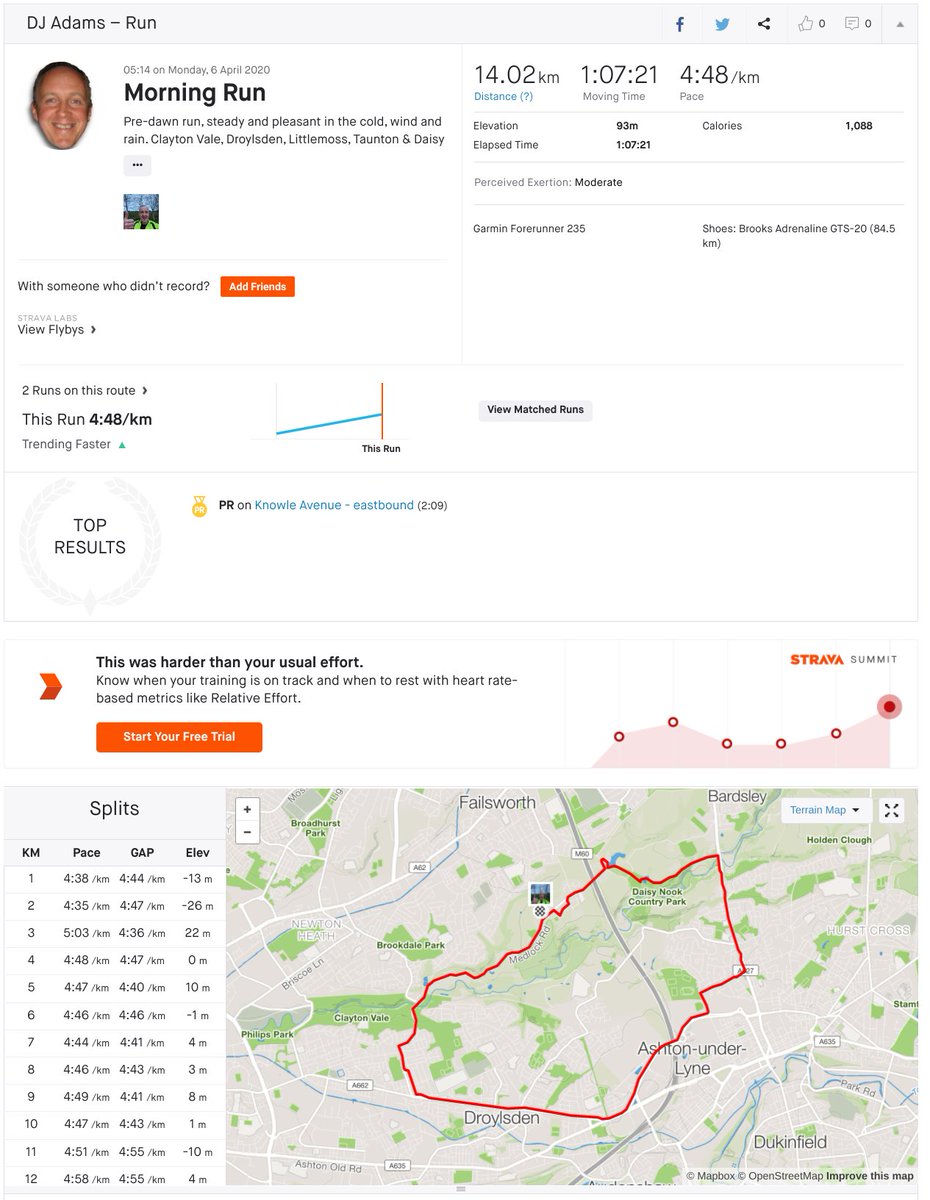 DJ Adams – Run
0
0
05:14 on Monday, 6 April 2020
Morning Run
Pre-dawn run, steady and pleasant in the cold, wind and
rain. Clayton Vale, Droylsden, Littlemoss, Taunton & Daisy
•••
With someone who didn't record? Add Friends
STRAVA LABS
View Flybys ›
14.02 km 1:07:21 4:48 /km
Distance (?) Moving Time Pace
Elevation 93m Calories 1,088
Elapsed Time 1:07:21
Perceived Exertion: Moderate
Garmin Forerunner 235
Shoes: Brooks Adrenaline GTS-20 (84.5
km)
2 Runs on this route ›
This Run 4:48/km
Trending Faster
This Run
View Matched Runs
TOP
RESULTS
PR
PR on Knowle Avenue - eastbound (2:09)
This was harder than your usual effort.
Know when your training is on track and when to rest with heart rate-
based metrics like Relative Effort.
Start Your Free Trial
STRAVA SUMMIT
Splits
KM Pace GAP Elev
1 4:38 /km 4:44 /km -13 m
2 4:35 /km 4:47 /km -26 m
3 5:03 /km 4:36 /km 22 m
4 4:48 /km 4:47 /km 0 m
5 4:47 /km 4:40 /km 10 m
6 4:46 /km 4:46 /km -1 m
7 4:44 /km 4:41 /km 4 m
8 4:46 /km 4:43 /km 3 m
9 4:49 /km 4:41 /km 8 m
10 4:47 /km 4:43 /km 1 m
11 4:51 /km 4:55 /km -10 m
12 4:58 /km 4:55 /km 4 m
+
−
Failsworth
Bardsley
Terrain Map
Broadhurst
Park
M60
Holden Clough
A62
Daisy Nook
Country Park
NEWTON
HEATH
HURST CROSS
Brookdale Park
Medlock Rd
Briscoe Ln
Clayton Vale
Philips Park
A635
Ashton-under-
Lyne
A662
Park Rd
Droylsden
Dukinfield
Ashton Old Rd
A635
© Mapbox © OpenStreetMap Improve this map